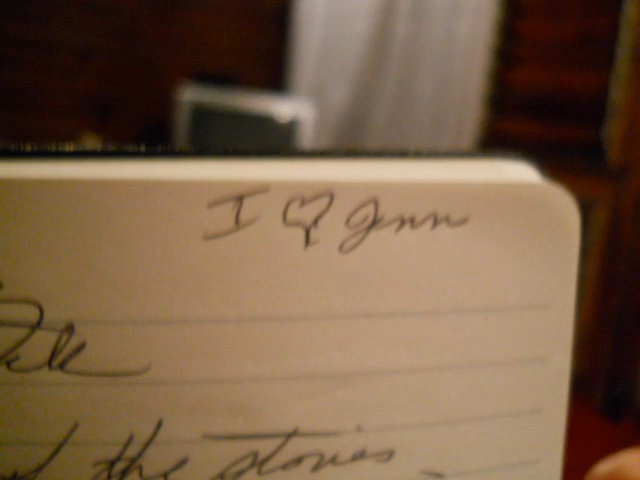 I ♡ Jenn
the stories